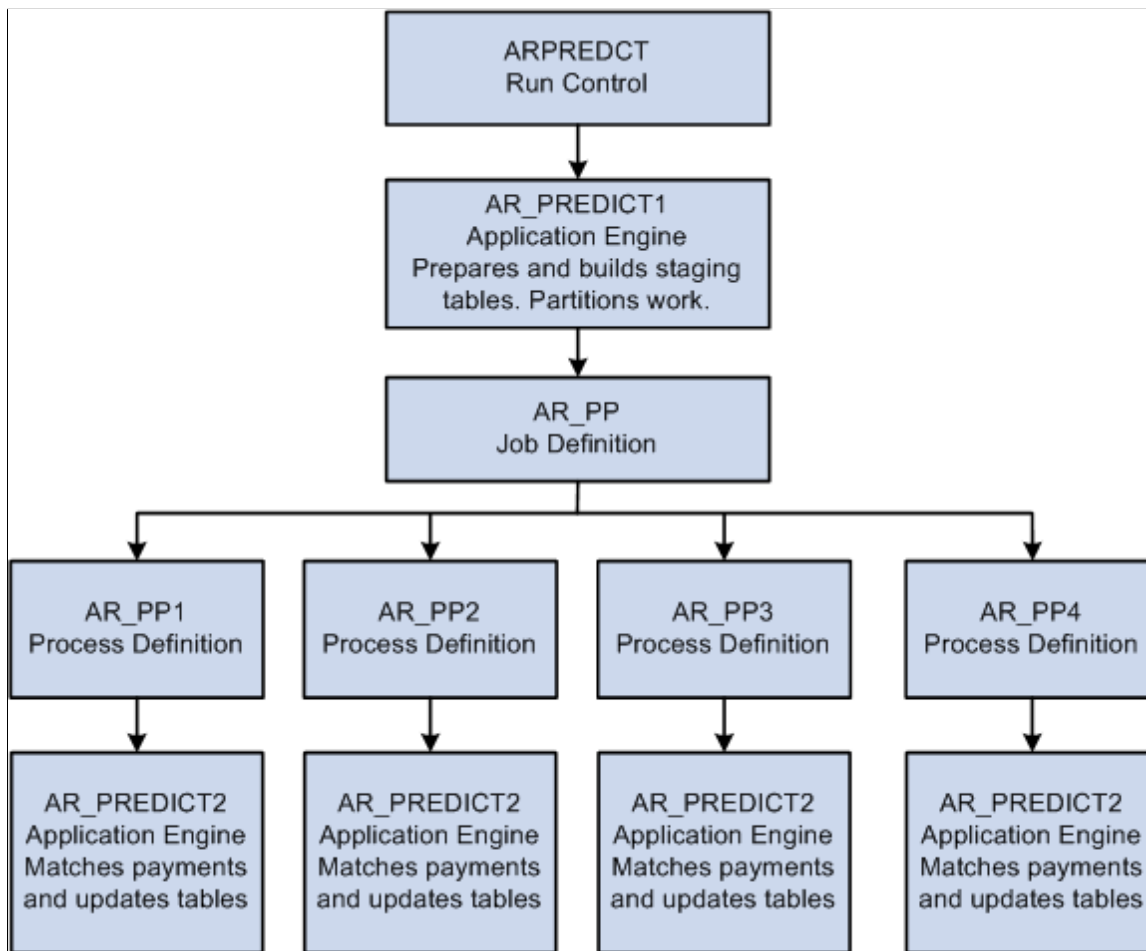 ARPREDCT
Run Control
AR_PREDICT1
Application Engine
Prepares and builds staging
tables. Partitions work.
AR_PP
Job Definition
AR_PP1
Process Definition
AR_PP2
Process Definition
AR_PP3
Process Definition
AR_PP4
Process Definition
AR_PREDICT2
Application Engine
Matches payments
and updates tables
AR_PREDICT2
Application Engine
Matches payments
and updates tables
AR_PREDICT2
Application Engine
Matches payments
and updates tables
AR_PREDICT2
Application Engine
Matches payments
and updates tables